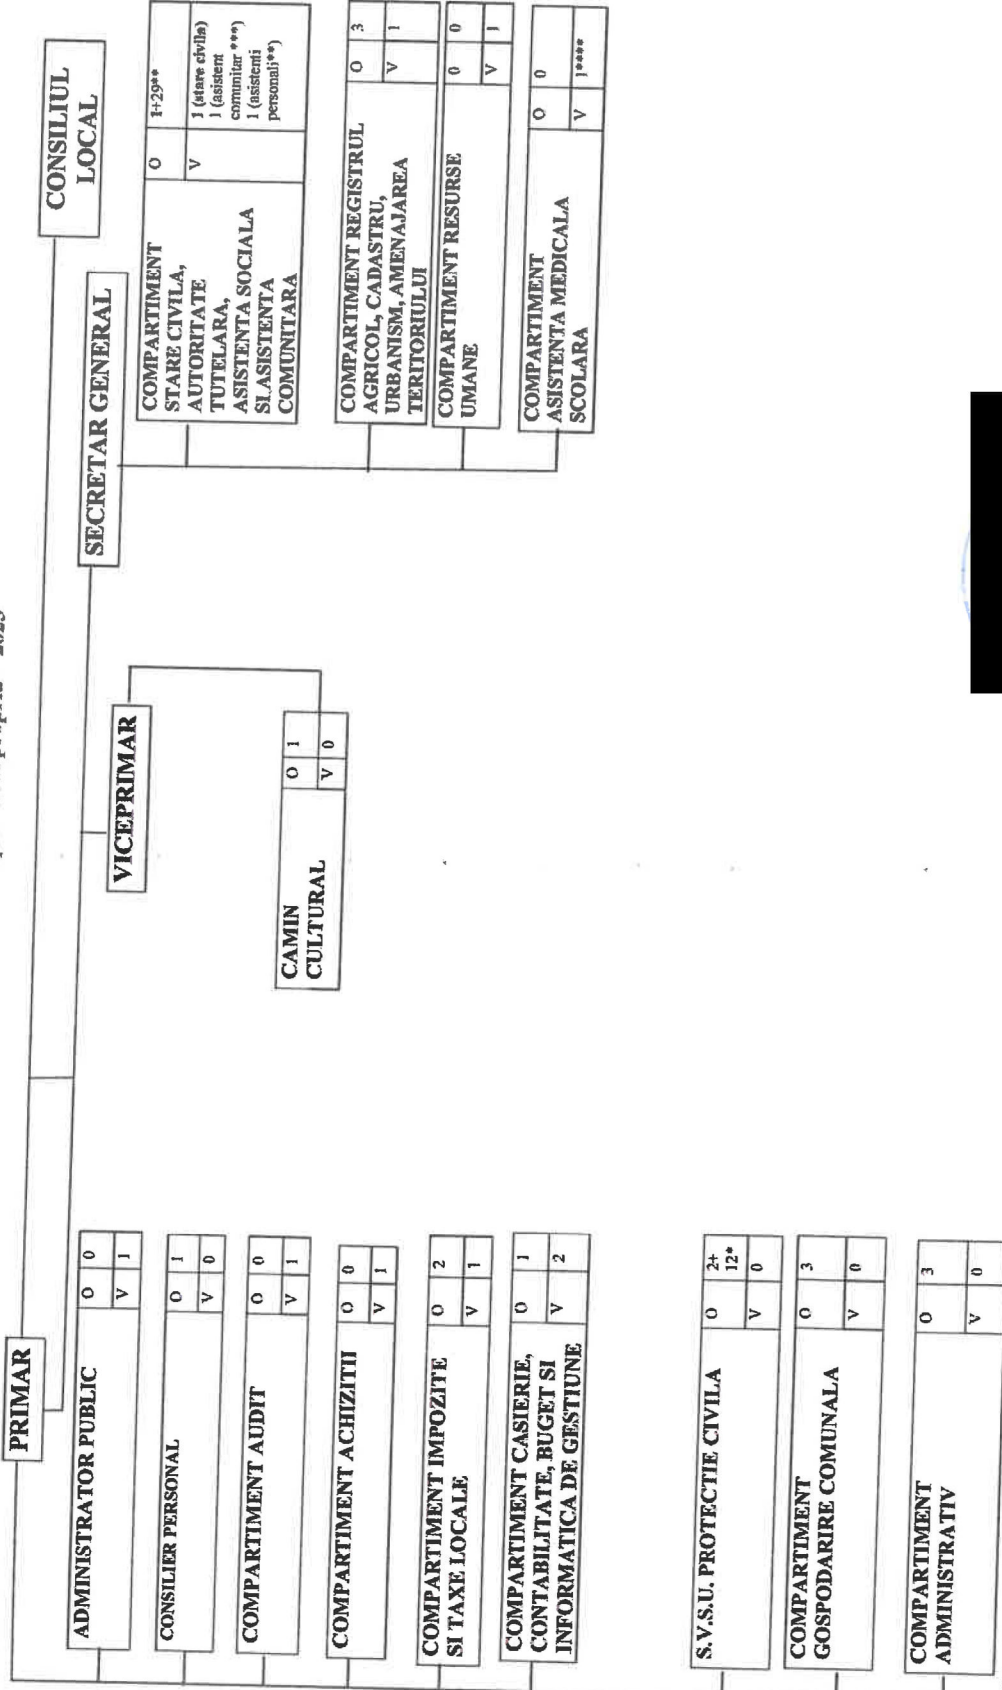 propriu 2023
PRIMAR
CONSILIUL
LOCAL
SECRETAR GENERAL
VICEPRIMAR
ADMINISTRATOR PUBLIC
O 0
V 1
CONSILIER PERSONAL
O 1
V 0
COMPARTIMENT AUDIT
O 0
V 1
COMPARTIMENT ACHIZITII
O 0
V 1
COMPARTIMENT IMPOZITE
SI TAXE LOCALE
O 2
V 1
COMPARTIMENT CASIERIE,
CONTABILITATE, BUGET SI
INFORMATICA DE GESTIUNE
O 1
V 2
S.V.S.U. PROTECTIE CIVILA
O 2+
12*
V 0
COMPARTIMENT
GOSPODARIRE COMUNALA
O 3
V 0
COMPARTIMENT
ADMINISTRATIV
O 3
V 0
CAMIN
CULTURAL
O 1
V 0
COMPARTIMENT
STARE CIVILA,
AUTORITATE
TUTELARA,
ASISTENTA SOCIALA
SI.ASISTENTA
COMUNITARA
O 1+29**
V 1 (stare civila)
1 (asistent
comunitar ***)
1 (asistenti
personali**)
COMPARTIMENT REGISTRUL
AGRICOL, CADASTRU,
URBANISM, AMENAJAREA
TERITORIULUI
O 3
V 1
COMPARTIMENT RESURSE
UMANE
0 0
V 1
COMPARTIMENT
ASISTENTA MEDICALA
SCOLARA
O 0
V 1****